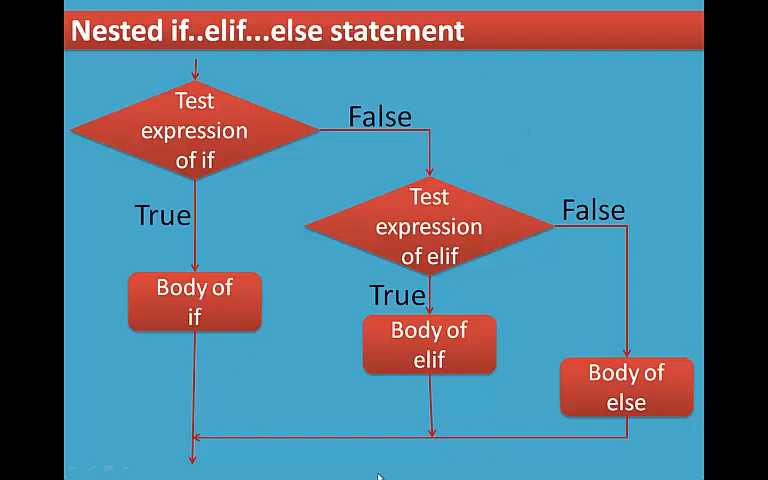 Nested if..elif...else statement
Test
expression
of if
False
True
Test
expression
of elif
False
Body of
if
True
Body of
elif
Body of
else